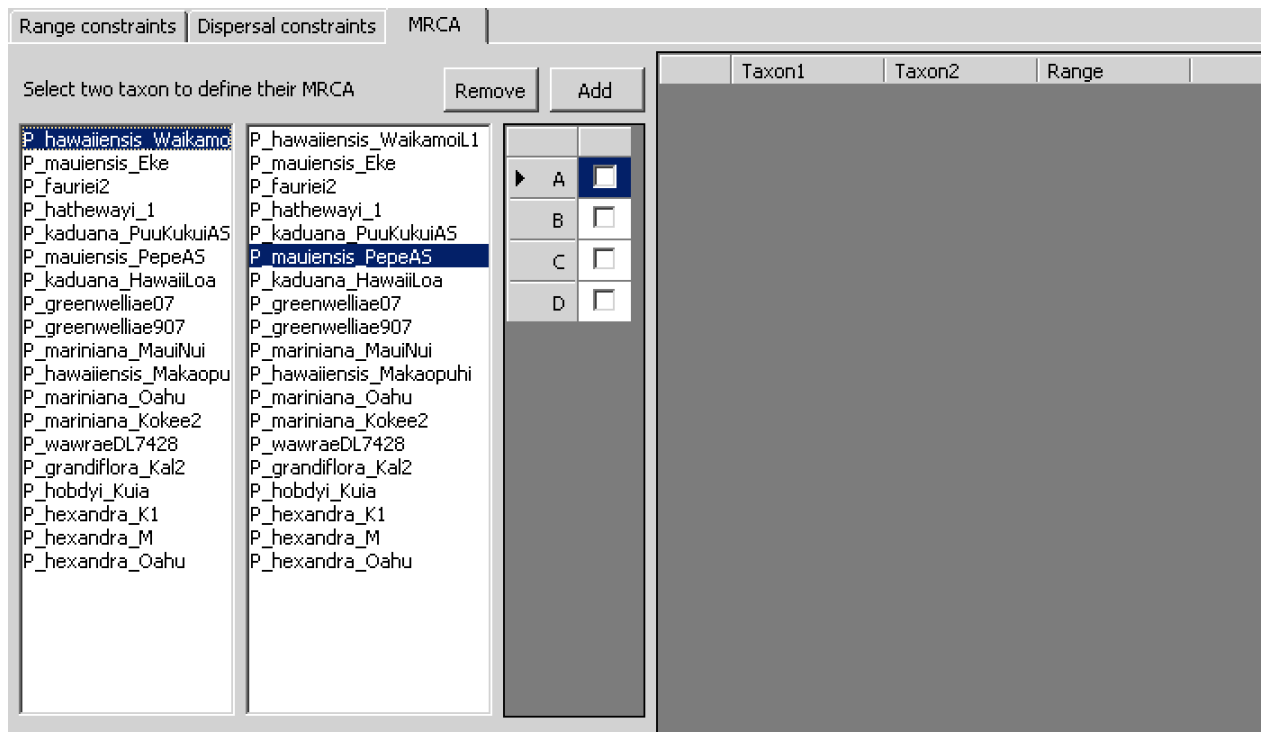 Range constraints
Dispersal constraints
MRCA
Select two taxon to define their MRCA
Remove
Add
P_hawaiiensis_Waikamo
P_mauiensis_Eke
P_fauriei2
P_hathewayi_1
P_kaduana_PuuKukuiAS
P_mauiensis_PepeAS
P_kaduana_HawaiiLoa
P_greenwelliae07
P_greenwelliae907
P_mariniana_MauiNui
P_hawaiiensis_Makaopu
P_mariniana_Oahu
P_mariniana_Kokee2
P_wawraeDL7428
P_grandiflora_Kal2
P_hobdyi_Kuia
P_hexandra_K1
P_hexandra_M
P_hexandra_Oahu
P_hawaiiensis_WaikamoiL1
P_mauiensis_Eke
P_fauriei2
P_hathewayi_1
P_kaduana_PuuKukuiAS
P_mauiensis_PepeAS
P_kaduana_HawaiiLoa
P_greenwelliae07
P_greenwelliae907
P_mariniana_MauiNui
P_hawaiiensis_Makaopuhi
P_mariniana_Oahu
P_mariniana_Kokee2
P_wawraeDL7428
P_grandiflora_Kal2
P_hobdyi_Kuia
P_hexandra_K1
P_hexandra_M
P_hexandra_Oahu
A
B
C
D
Taxon1
Taxon2
Range